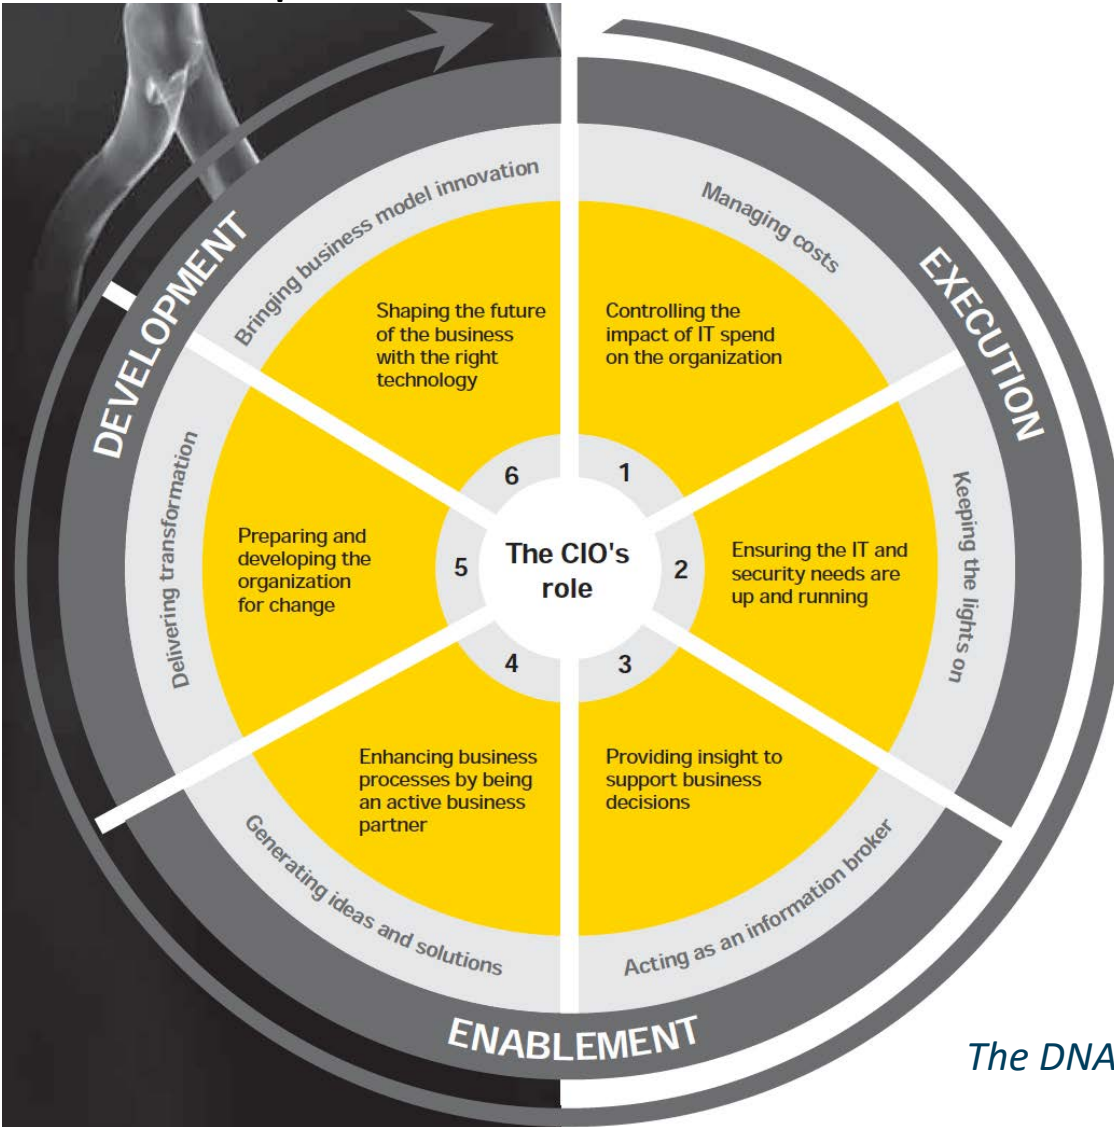 DEVELOPMENT
EXECUTION
ENABLEMENT
Bringing business model innovation
Managing costs
Shaping the future
of the business
with the right
technology
Controlling the
impact of IT spend
on the organization
6
1
The CIO's
role
5
2
Delivering transformation
Preparing and
developing the
organization
for change
Ensuring the IT and
security needs are
up and running
Keeping the lights on
4
3
Enhancing business
processes by being
an active business
partner
Providing insight to
support business
decisions
Generating ideas and solutions
Acting as an information broker
The DNA